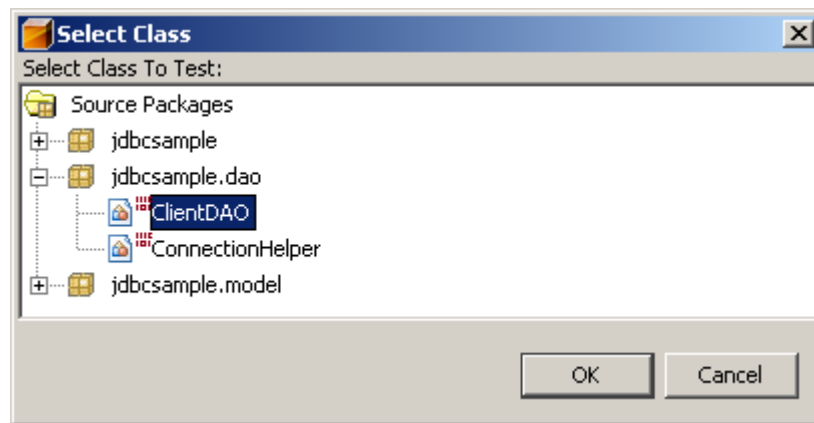 Select Class
Select Class To Test:
Source Packages
jdbcsample
jdbcsample.dao
ClientDAO
ConnectionHelper
jdbcsample.model
OK Cancel